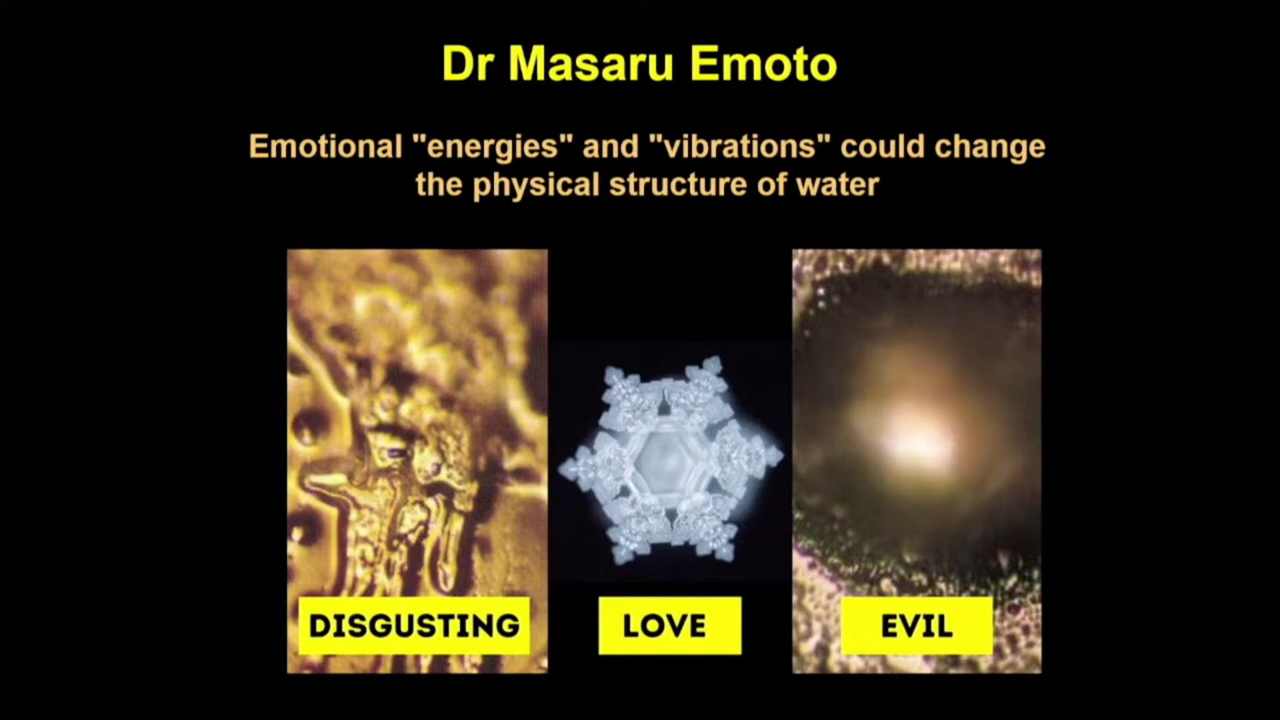 Dr Masaru Emoto
Emotional "energies" and "vibrations" could change
the physical structure of water
DISGUSTING
LOVE
EVIL